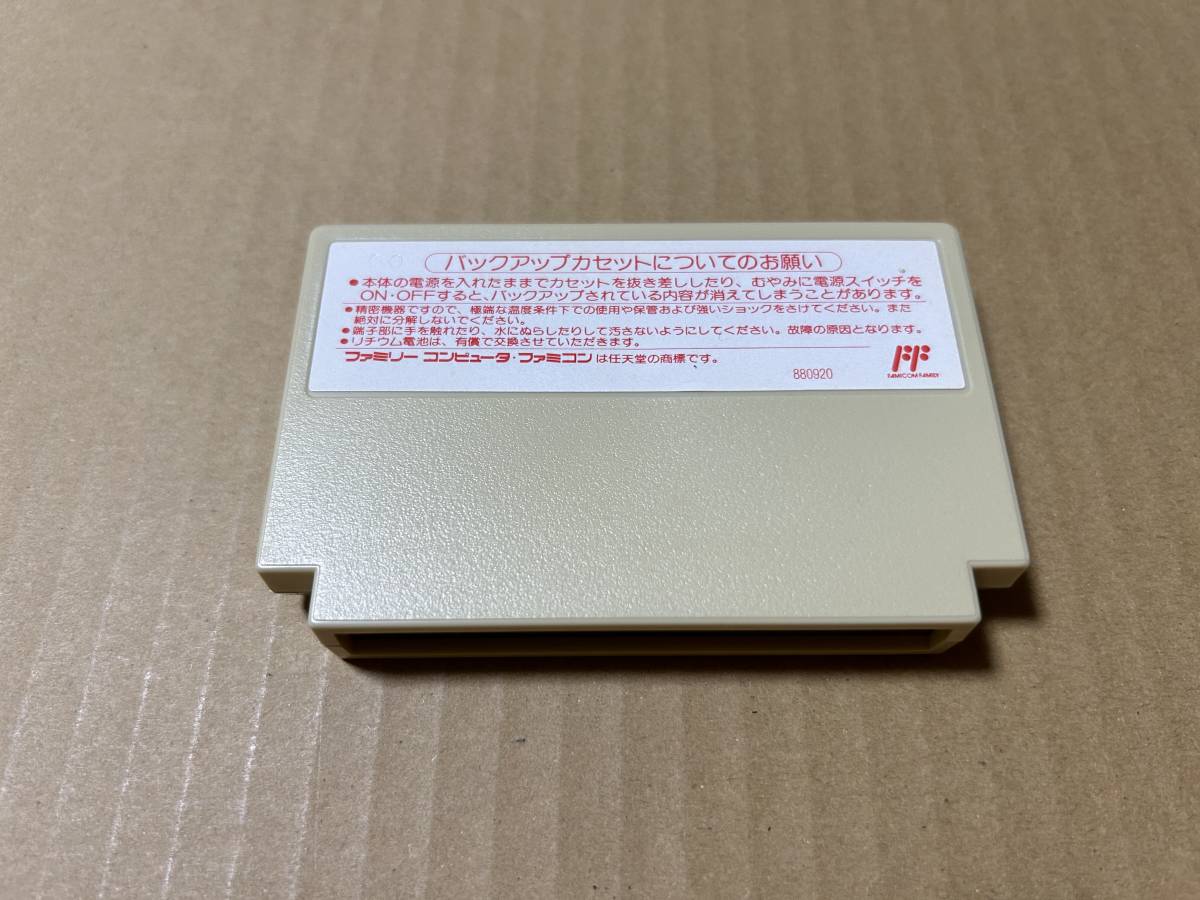 バックアップカセットについてのお願い
●本体の電源を入れたままでカセットを抜き差ししたり、むやみに電源スイッチを
ON・OFFすると、バックアップされている内容が消えてしまうことがあります。
●精密機器ですので、極端な温度条件下での使用や保管および強いショックをさけてください。また
絶対に分解しないでください。
●端子部に手を触れたり、水にぬらしたりして汚さないようにしてください。故障の原因となります。
●リチウム電池は、有償で交換させていただきます。
ファミリー コンピュータ・ファミコンは任天堂の商標です。
880920
FAMICOM FAMILY